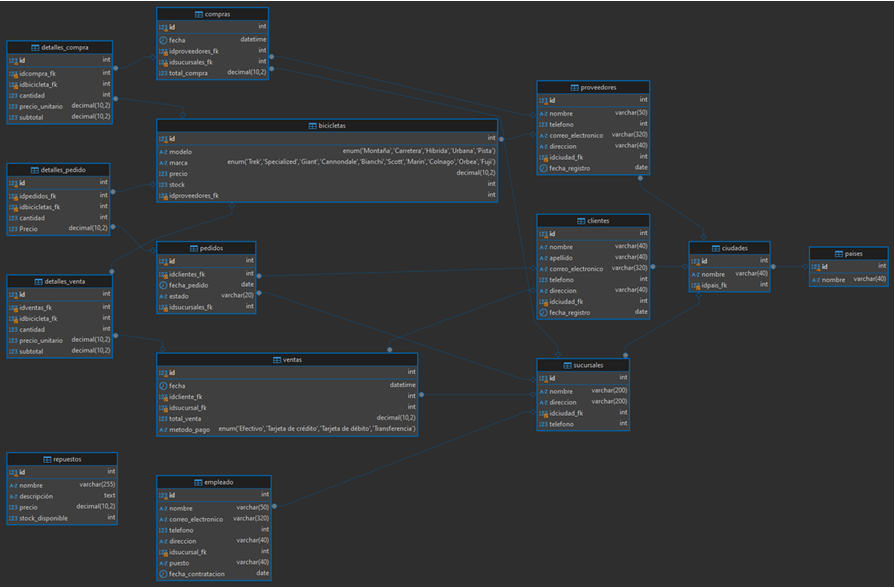 compras
id int
fecha datetime
idproveedores_fk int
idsucursales_fk int
total_compra decimal(10,2)
detalles_compra
id int
idcompra_fk int
idbicicleta_fk int
cantidad int
precio_unitario decimal(10,2)
subtotal decimal(10,2)
proveedores
id int
nombre varchar(50)
telefono int
correo_electronico varchar(320)
direccion varchar(40)
idciudad_fk int
fecha_registro date
bicicletas
id int
modelo enum('Montaña','Carretera','Híbrida','Urbana','Pista')
marca enum('Trek','Specialized','Giant','Cannondale','Bianchi','Scott','Marin','Colnago','Orbea','Fuji')
precio decimal(10,2)
stock int
idproveedores_fk int
detalles_pedido
id int
idpedidos_fk int
idbicicletas_fk int
cantidad int
Precio decimal(10,2)
clientes
id int
nombre varchar(40)
apellido varchar(40)
correo_electronico varchar(320)
telefono int
direccion varchar(40)
idciudad_fk int
fecha_registro date
pedidos
id int
idclientes_fk int
fecha_pedido date
estado varchar(20)
idsucursales_fk int
ciudades
id int
nombre varchar(40)
idpais_fk int
paises
id int
nombre varchar(40)
detalles_venta
id int
idventas_fk int
idbicicleta_fk int
cantidad int
precio_unitario decimal(10,2)
subtotal decimal(10,2)
ventas
id int
fecha datetime
idcliente_fk int
idsucursal_fk int
total_venta decimal(10,2)
metodo_pago enum('Efectivo','Tarjeta de crédito','Tarjeta de débito','Transferencia')
sucursales
id int
nombre varchar(200)
direccion varchar(200)
idciudad_fk int
telefono int
repuestos
id int
nombre varchar(255)
descripción text
precio decimal(10,2)
stock_disponible int
empleado
id int
nombre varchar(50)
correo_electronico varchar(320)
telefono int
direccion varchar(40)
idsucursal_fk int
puesto varchar(40)
fecha_contratacion date